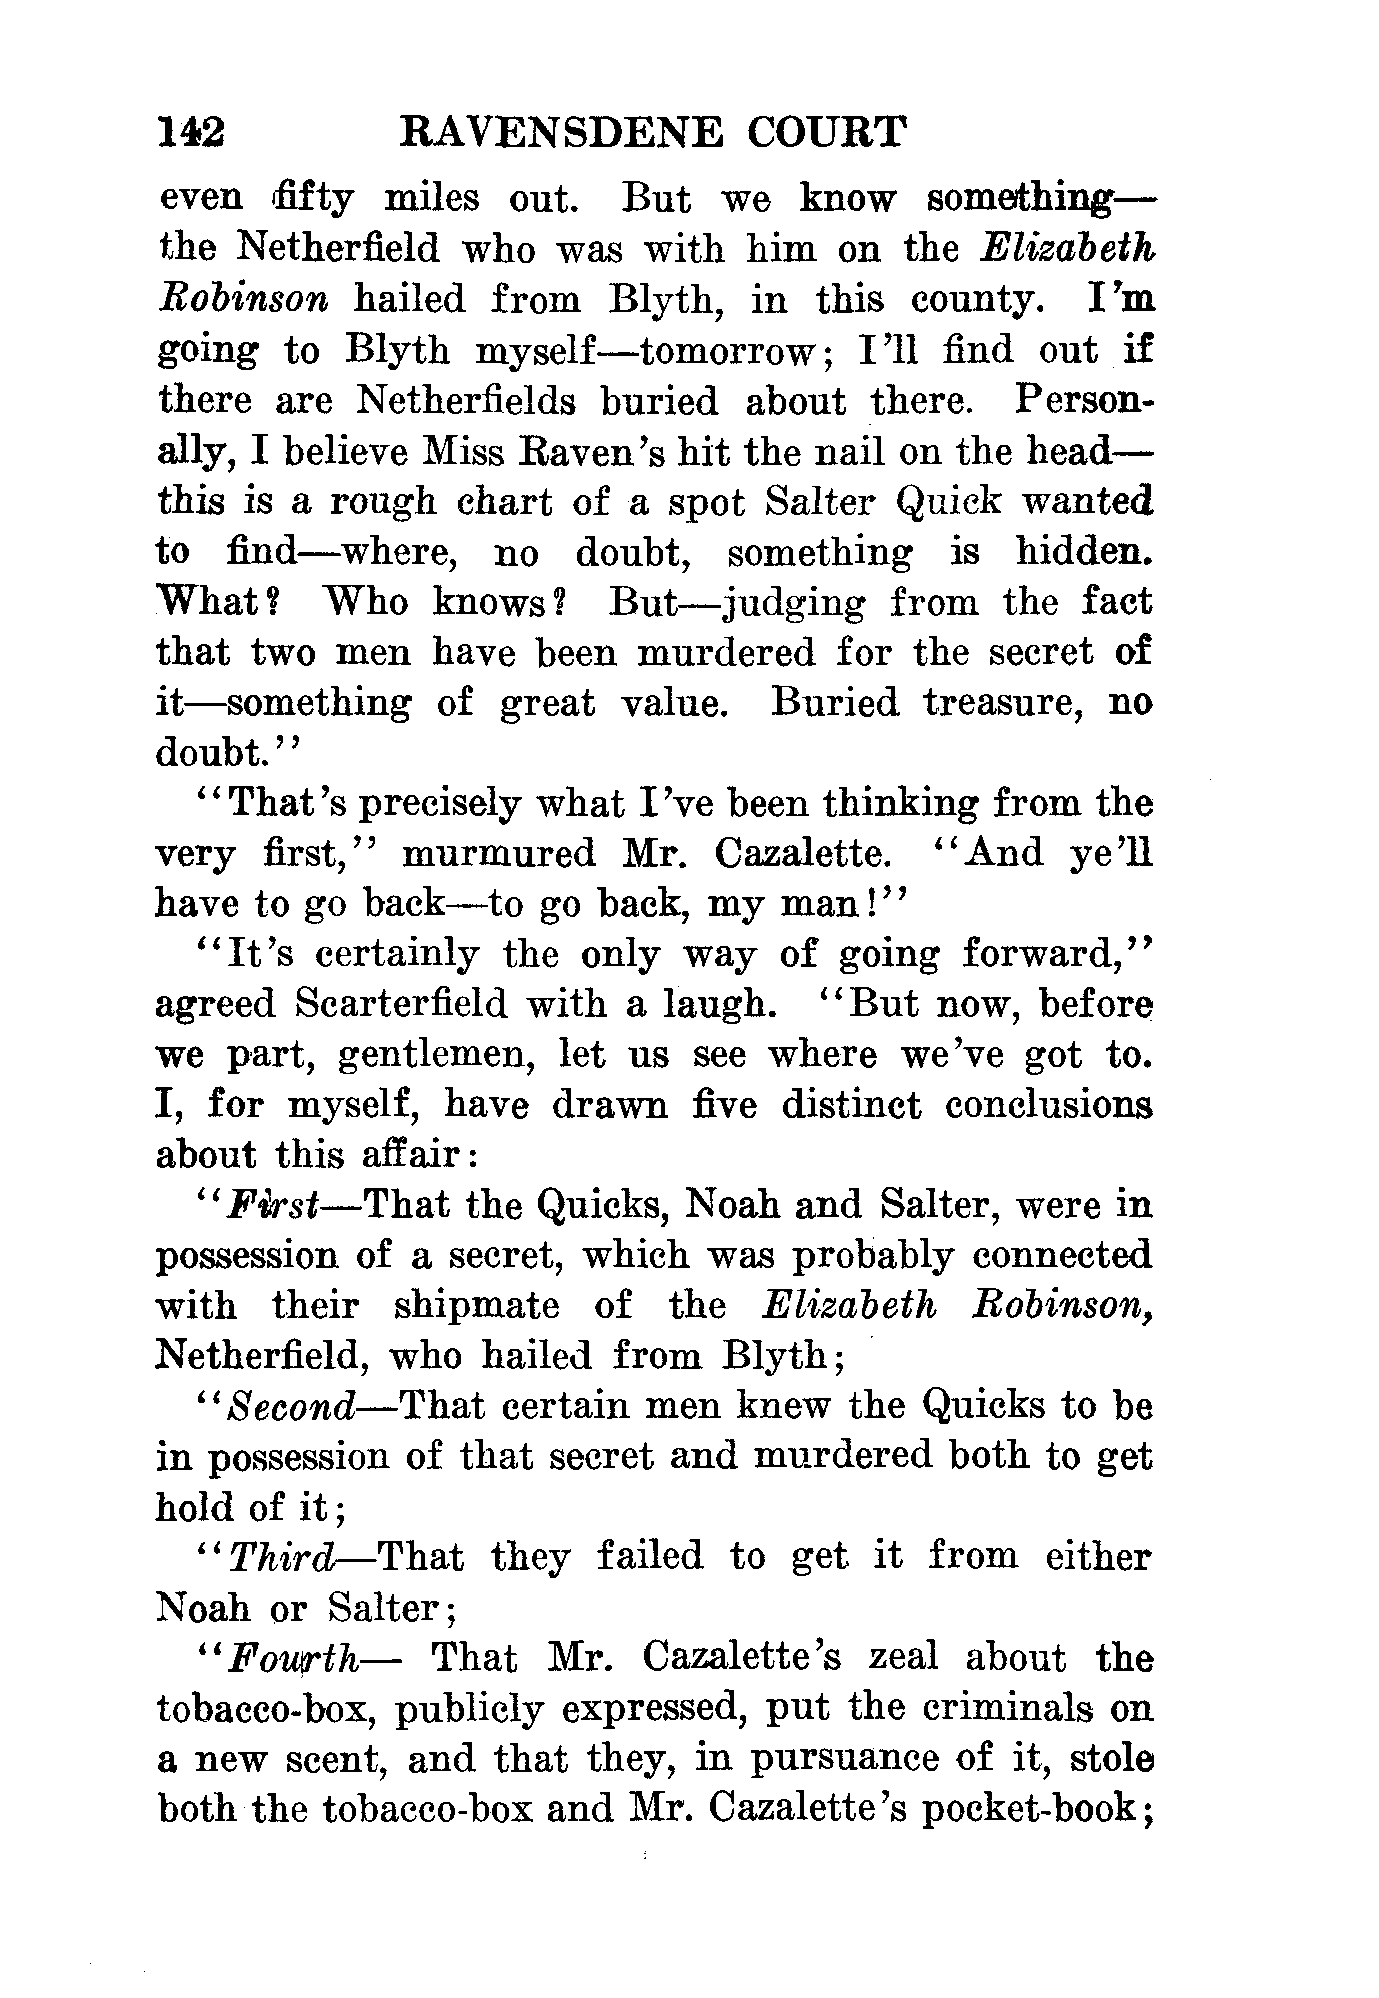 142 RAVENSDENE COURT
even fifty miles out. But we know something—
the Netherfield who was with him on the Elizabeth
Robinson hailed from Blyth, in this county. I'm
going to Blyth myself—tomorrow; I'll find out if
there are Netherfields buried about there. Person-
ally, I believe Miss Raven's hit the nail on the head—
this is a rough chart of a spot Salter Quick wanted
to find—where, no doubt, something is hidden.
What? Who knows? But—judging from the fact
that two men have been murdered for the secret of
it—something of great value. Buried treasure, no
doubt.''
''That's precisely what I've been thinking from the
very first,'' murmured Mr. Cazalette. ''And ye'll
have to go back—to go back, my man!''
''It's certainly the only way of going forward,''
agreed Scarterfield with a laugh. ''But now, before
we part, gentlemen, let us see where we've got to.
I, for myself, have drawn five distinct conclusions
about this affair:
''First—That the Quicks, Noah and Salter, were in
possession of a secret, which was probably connected
with their shipmate of the Elizabeth Robinson,
Netherfield, who hailed from Blyth;
''Second—That certain men knew the Quicks to be
in possession of that secret and murdered both to get
hold of it;
''Third—That they failed to get it from either
Noah or Salter;
''Fourth— That Mr. Cazalette's zeal about the
tobacco-box, publicly expressed, put the criminals on
a new scent, and that they, in pursuance of it, stole
both the tobacco-box and Mr. Cazalette's pocket-book;